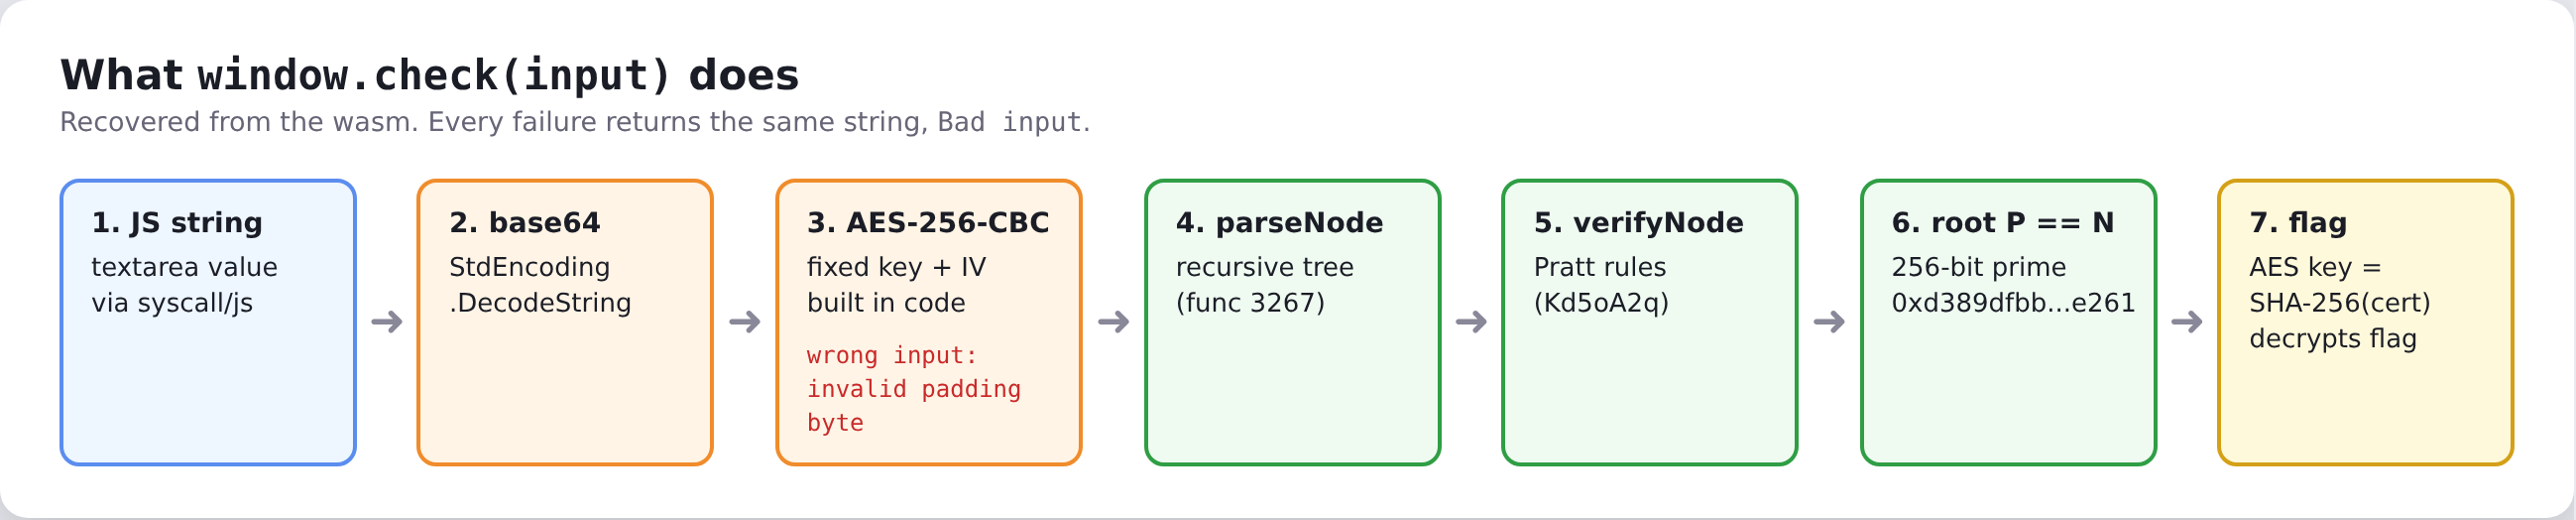 What window.check(input) does
Recovered from the wasm. Every failure returns the same string, Bad input.
1. JS string
textarea value
via syscall/js
2. base64
StdEncoding
.DecodeString
3. AES-256-CBC
fixed key + IV
built in code
wrong input:
invalid padding
byte
4. parseNode
recursive tree
(func 3267)
5. verifyNode
Pratt rules
(Kd5oA2q)
6. root P == N
256-bit prime
0xd389dfbb...e261
7. flag
AES key =
SHA-256(cert)
decrypts flag